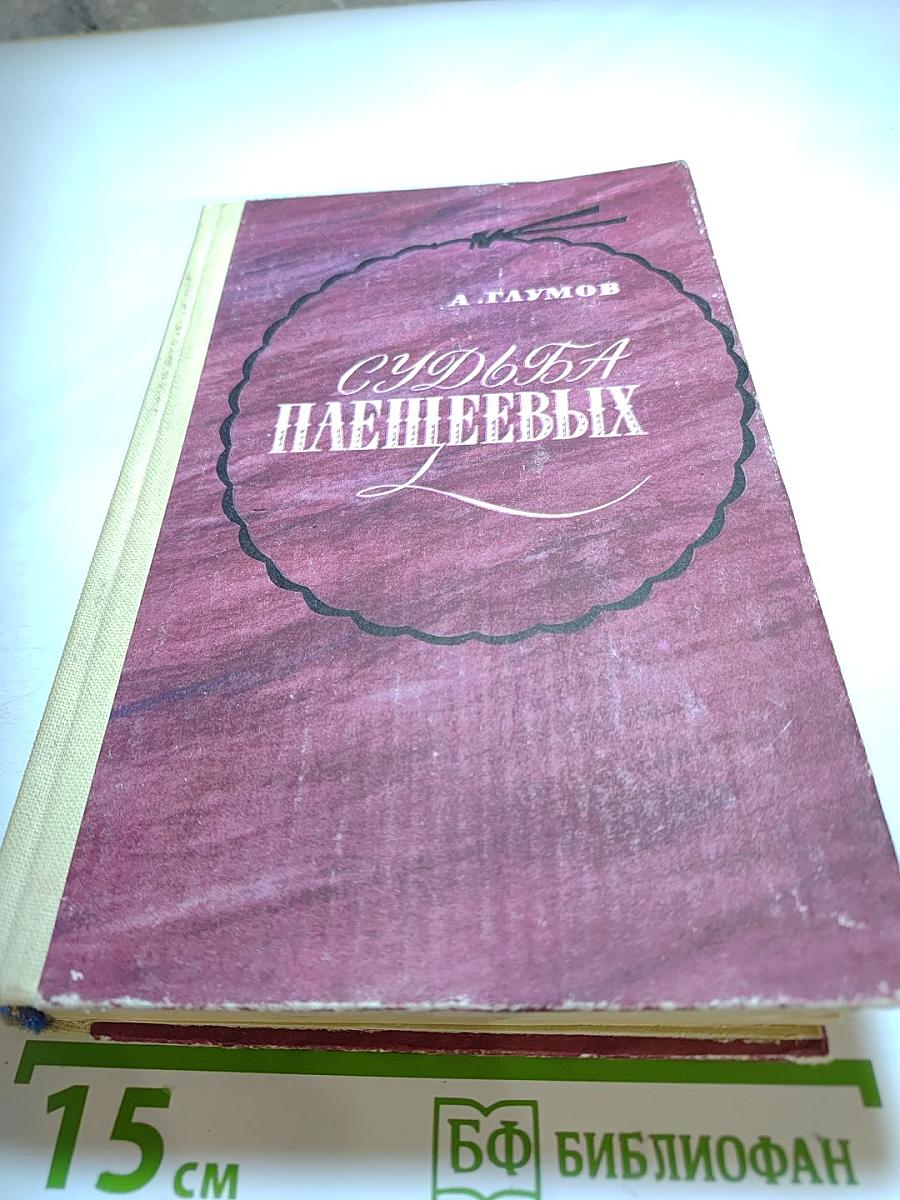 А. ГЛУМОВ
СУДЬБА
ПЛЕЩЕЕВЫХ
15 см
БФ БИБЛИОФАН